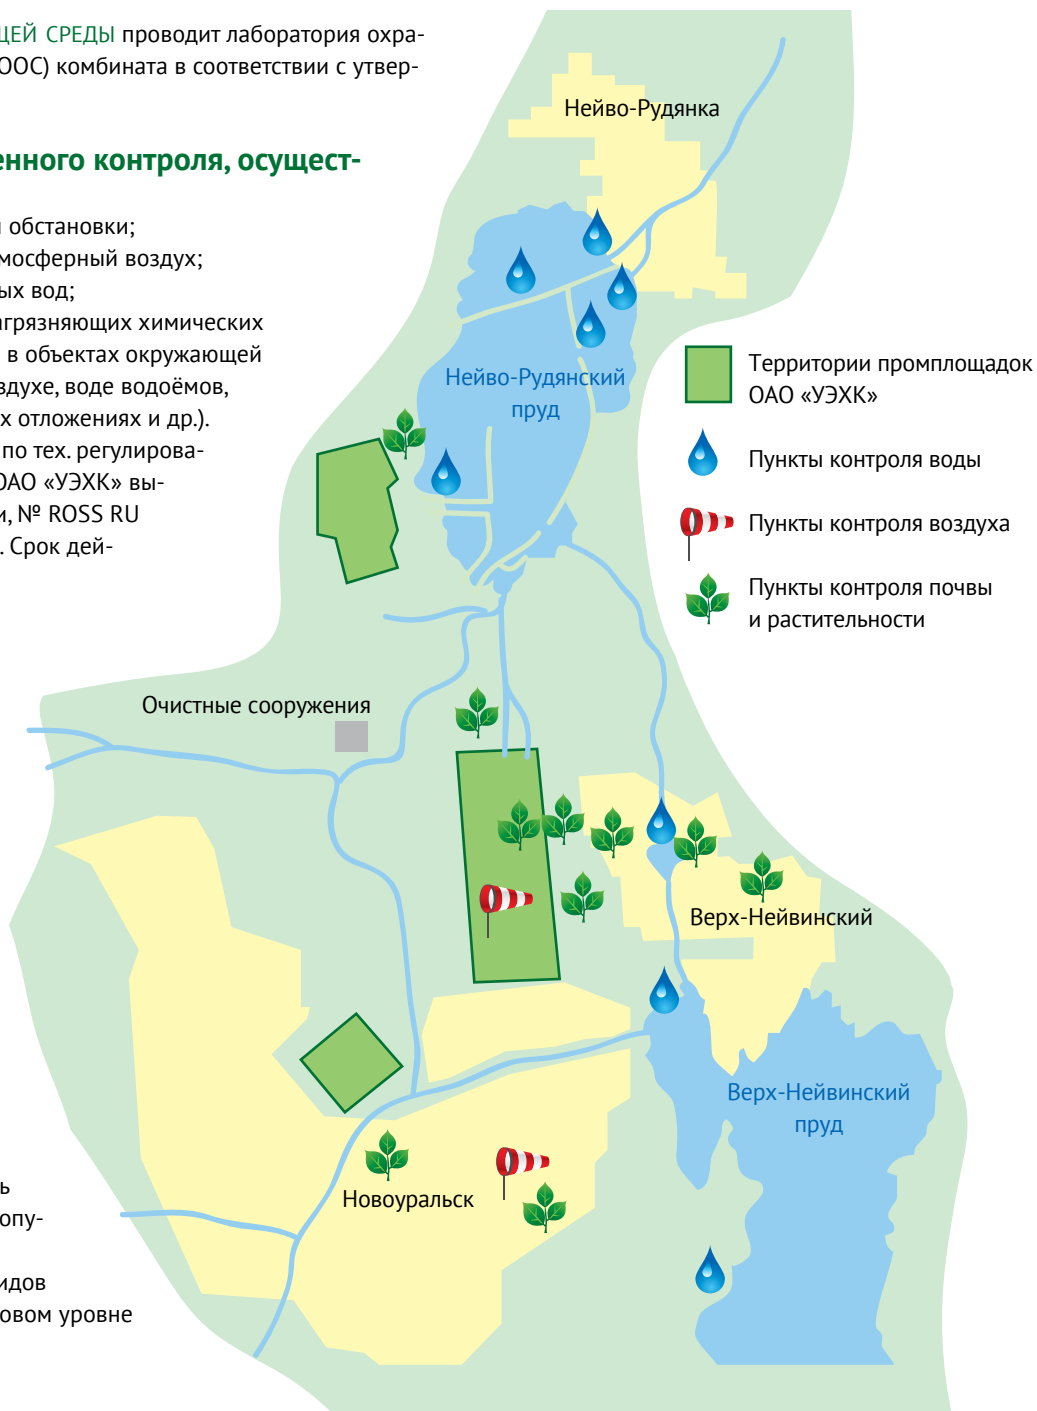 ЩЕЙ СРЕДЫ проводит лаборатория охра-
ООС) комбината в соответствии с утвер-
енного контроля, осущест-
обстановки;
мосферный воздух;
ых вод;
агрязняющих химических
в объектах окружающей
здухе, воде водоёмов,
х отложениях и др.).
по тех. регулирова-
ОАО «УЭХК» вы-
и, № ROSS RU
. Срок дей-
ь
опу-
идов
овом уровне
Нейво-Рудянка
Нейво-Рудянский
пруд
Территории промплощадок
ОАО «УЭХК»
Пункты контроля воды
Пункты контроля воздуха
Пункты контроля почвы
и растительности
Очистные сооружения
Верх-Нейвинский
Верх-Нейвинский
пруд
Новоуральск